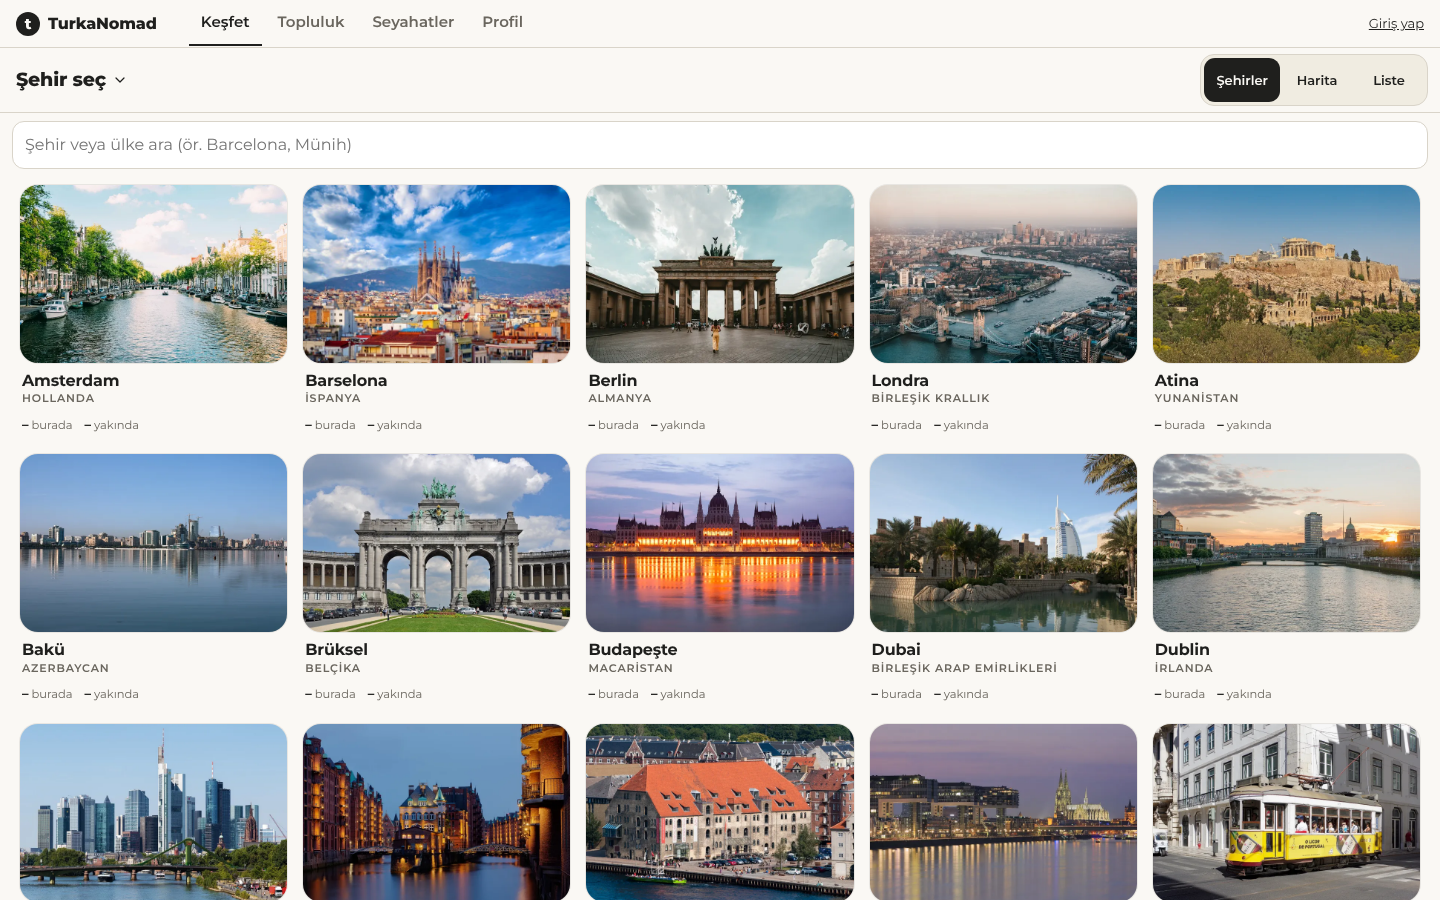 t TurkaNomad Keşfet Topluluk Seyahatler Profil Giriş yap
Şehir seç Şehirler Harita Liste
Şehir veya ülke ara (ör. Barcelona, Münih)
Amsterdam
HOLLANDA
– burada – yakında
Barselona
İSPANYA
– burada – yakında
Berlin
ALMANYA
– burada – yakında
Londra
BİRLEŞİK KRALLIK
– burada – yakında
Atina
YUNANİSTAN
– burada – yakında
Bakü
AZERBAYCAN
– burada – yakında
Brüksel
BELÇİKA
– burada – yakında
Budapeşte
MACARİSTAN
– burada – yakında
Dubai
BİRLEŞİK ARAP EMİRLİKLERİ
– burada – yakında
Dublin
İRLANDA
– burada – yakında